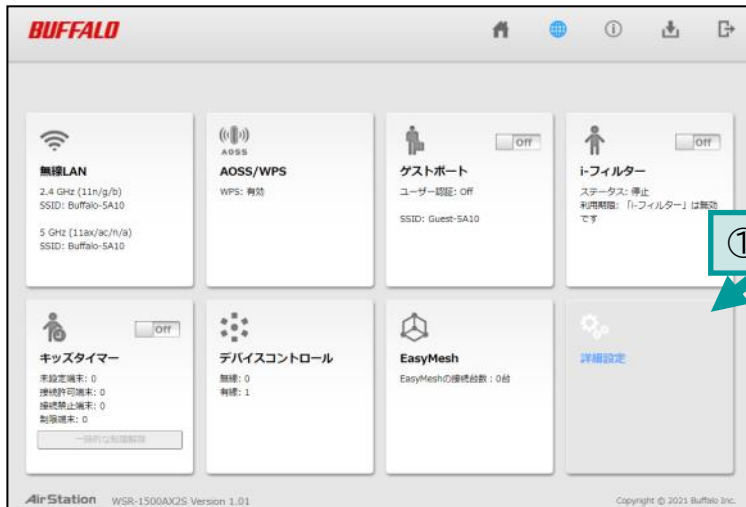 BUFFALO
AOSS
Off
Off
無線LAN
AOSS/WPS
ゲストポート
i-フィルター
2.4 GHz (11n/g/b)
SSID: Buffalo-5A10
5 GHz (11ax/ac/n/a)
SSID: Buffalo-5A10
WPS: 有効
ユーザー認証: Off
SSID: Guest-5A10
ステータス: 停止
利用期限: 「i-フィルター」は無効
です
①
Off
キッズタイマー
デバイスコントロール
EasyMesh
詳細設定
未設定端末: 0
接続許可端末: 0
接続禁止端末: 0
制限端末: 0
一時的な制限解除
無線: 0
有線: 1
EasyMeshの接続台数：0台
AirStation WSR-1500AX2S Version 1.01
Copyright © 2021 Buffalo Inc.